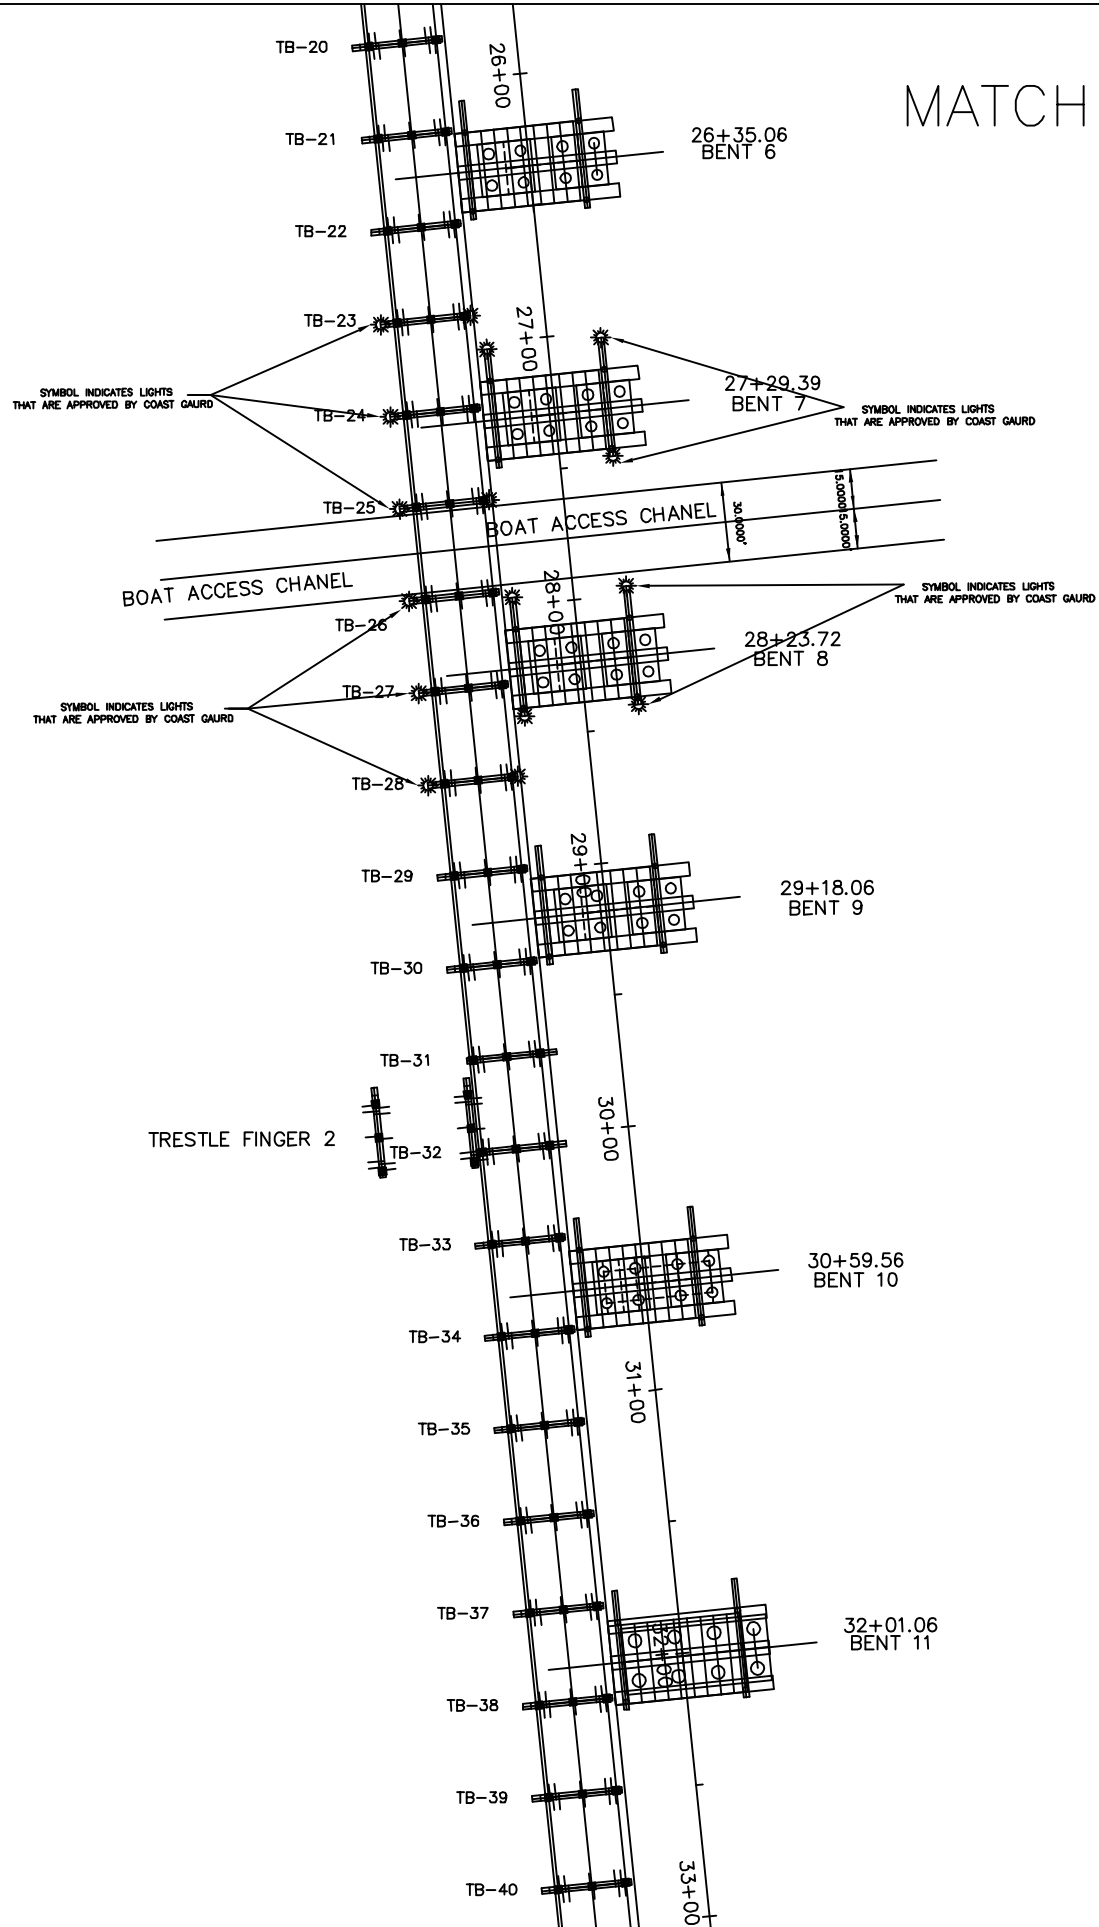 TB-20
26+00
MATCH
TB-21
26+35.06
BENT 6
TB-22
TB-23
27+00
SYMBOL INDICATES LIGHTS
THAT ARE APPROVED BY COAST GAURD
TB-24
27+29.39
BENT 7
SYMBOL INDICATES LIGHTS
THAT ARE APPROVED BY COAST GAURD
TB-25
BOAT ACCESS CHANEL
30.0000'
15.0000'
15.0000'
BOAT ACCESS CHANEL
28+00
SYMBOL INDICATES LIGHTS
THAT ARE APPROVED BY COAST GAURD
TB-26
28+23.72
BENT 8
TB-27
SYMBOL INDICATES LIGHTS
THAT ARE APPROVED BY COAST GAURD
TB-28
29+00
TB-29
29+18.06
BENT 9
TB-30
TB-31
30+00
TRESTLE FINGER 2
TB-32
TB-33
30+59.56
BENT 10
TB-34
31+00
TB-35
TB-36
TB-37
32+01.06
BENT 11
32+00
TB-38
TB-39
TB-40
33+00